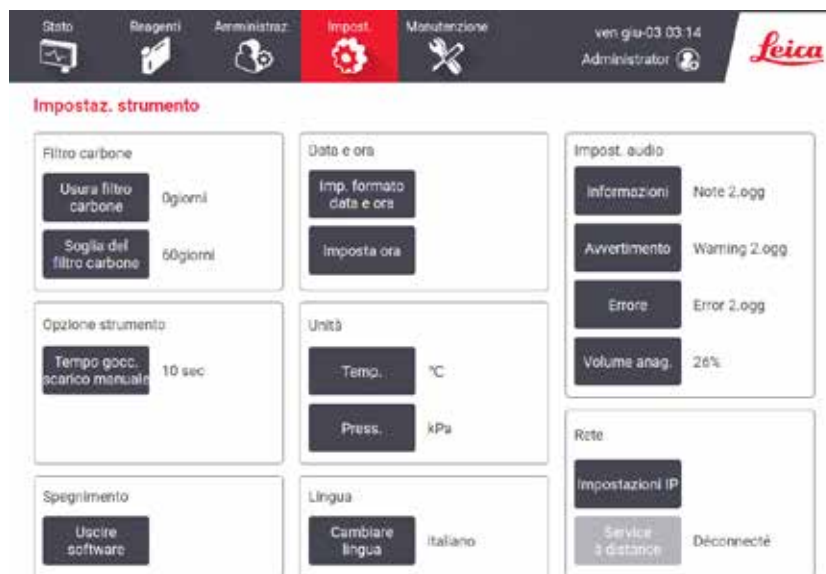 Stato
Reagenti
Amministraz.
Impost.
Manutenzione
ven giu-03 03:14
Administrator
Leica
Impostaz. strumento
Filtro carbone
Usura filtro
carbone
0giorni
Soglia del
filtro carbone
60giorni
Data e ora
Imp. formato
data e ora
Imposta ora
Impost. audio
Informazioni
Note 2.ogg
Avvertimento
Warning 2.ogg
Errore
Error 2.ogg
Volume anag.
26%
Opzione strumento
Tempo gocc.
scarico manuale
10 sec
Unità
Temp.
℃
Press.
kPa
Rete
Impostazioni IP
Service
à distance
Déconnecté
Spegnimento
Uscire
software
Lingua
Cambiare
lingua
Italiano